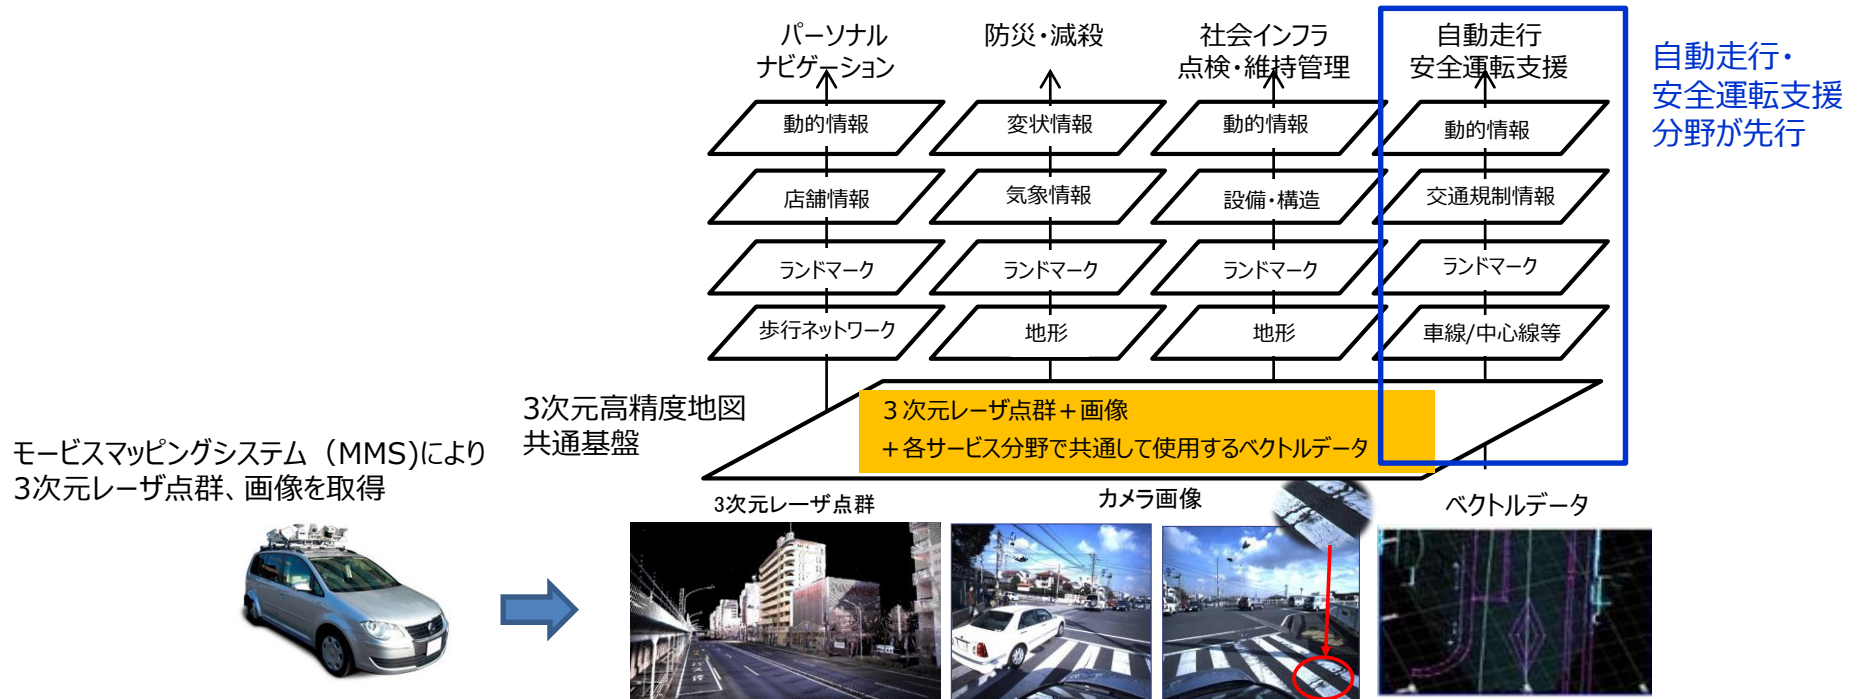 パーソナル
ナビゲーション
防災・減殺
社会インフラ
点検・維持管理
自動走行
安全運転支援
自動走行・
安全運転支援
分野が先行
動的情報
変状情報
動的情報
動的情報
店舗情報
気象情報
設備・構造
交通規制情報
ランドマーク
ランドマーク
ランドマーク
ランドマーク
歩行ネットワーク
地形
地形
車線/中心線等
3次元高精度地図
共通基盤
３次元レーザ点群＋画像
＋各サービス分野で共通して使用するベクトルデータ
モービスマッピングシステム（MMS)により
3次元レーザ点群、画像を取得
3次元レーザ点群
カメラ画像
ベクトルデータ